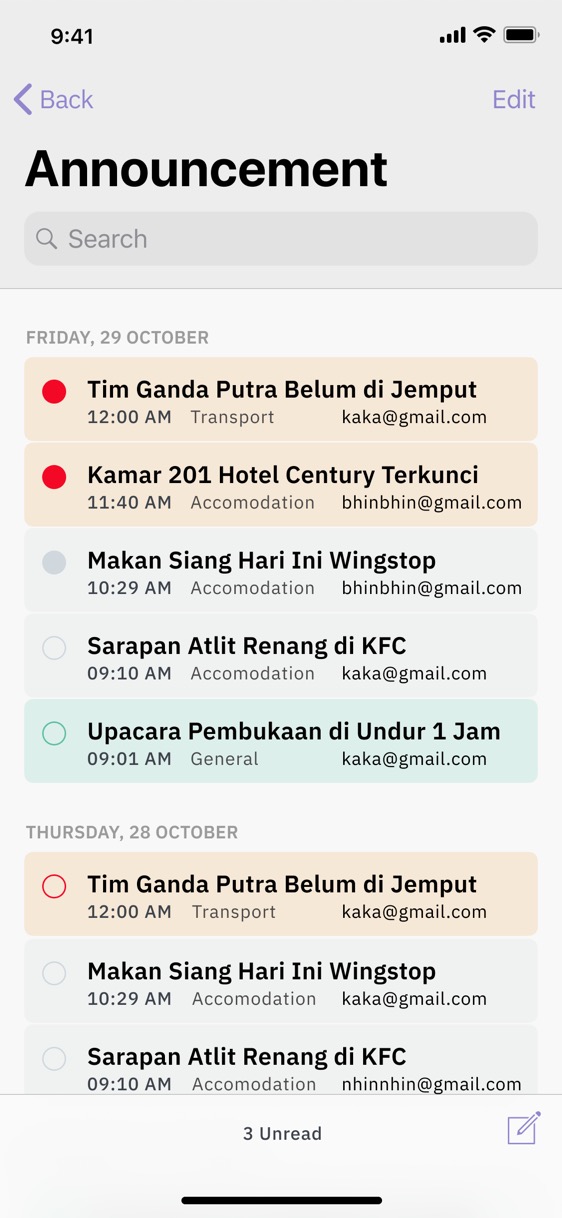 9:41
Back Edit
Announcement
Search
FRIDAY, 29 OCTOBER
Tim Ganda Putra Belum di Jemput
12:00 AM Transport kaka@gmail.com
Kamar 201 Hotel Century Terkunci
11:40 AM Accomodation bhinbhin@gmail.com
Makan Siang Hari Ini Wingstop
10:29 AM Accomodation bhinbhin@gmail.com
Sarapan Atlit Renang di KFC
09:10 AM Accomodation kaka@gmail.com
Upacara Pembukaan di Undur 1 Jam
09:01 AM General kaka@gmail.com
THURSDAY, 28 OCTOBER
Tim Ganda Putra Belum di Jemput
12:00 AM Transport kaka@gmail.com
Makan Siang Hari Ini Wingstop
10:29 AM Accomodation kaka@gmail.com
Sarapan Atlit Renang di KFC
09:10 AM Accomodation nhinnhin@gmail.com
3 Unread